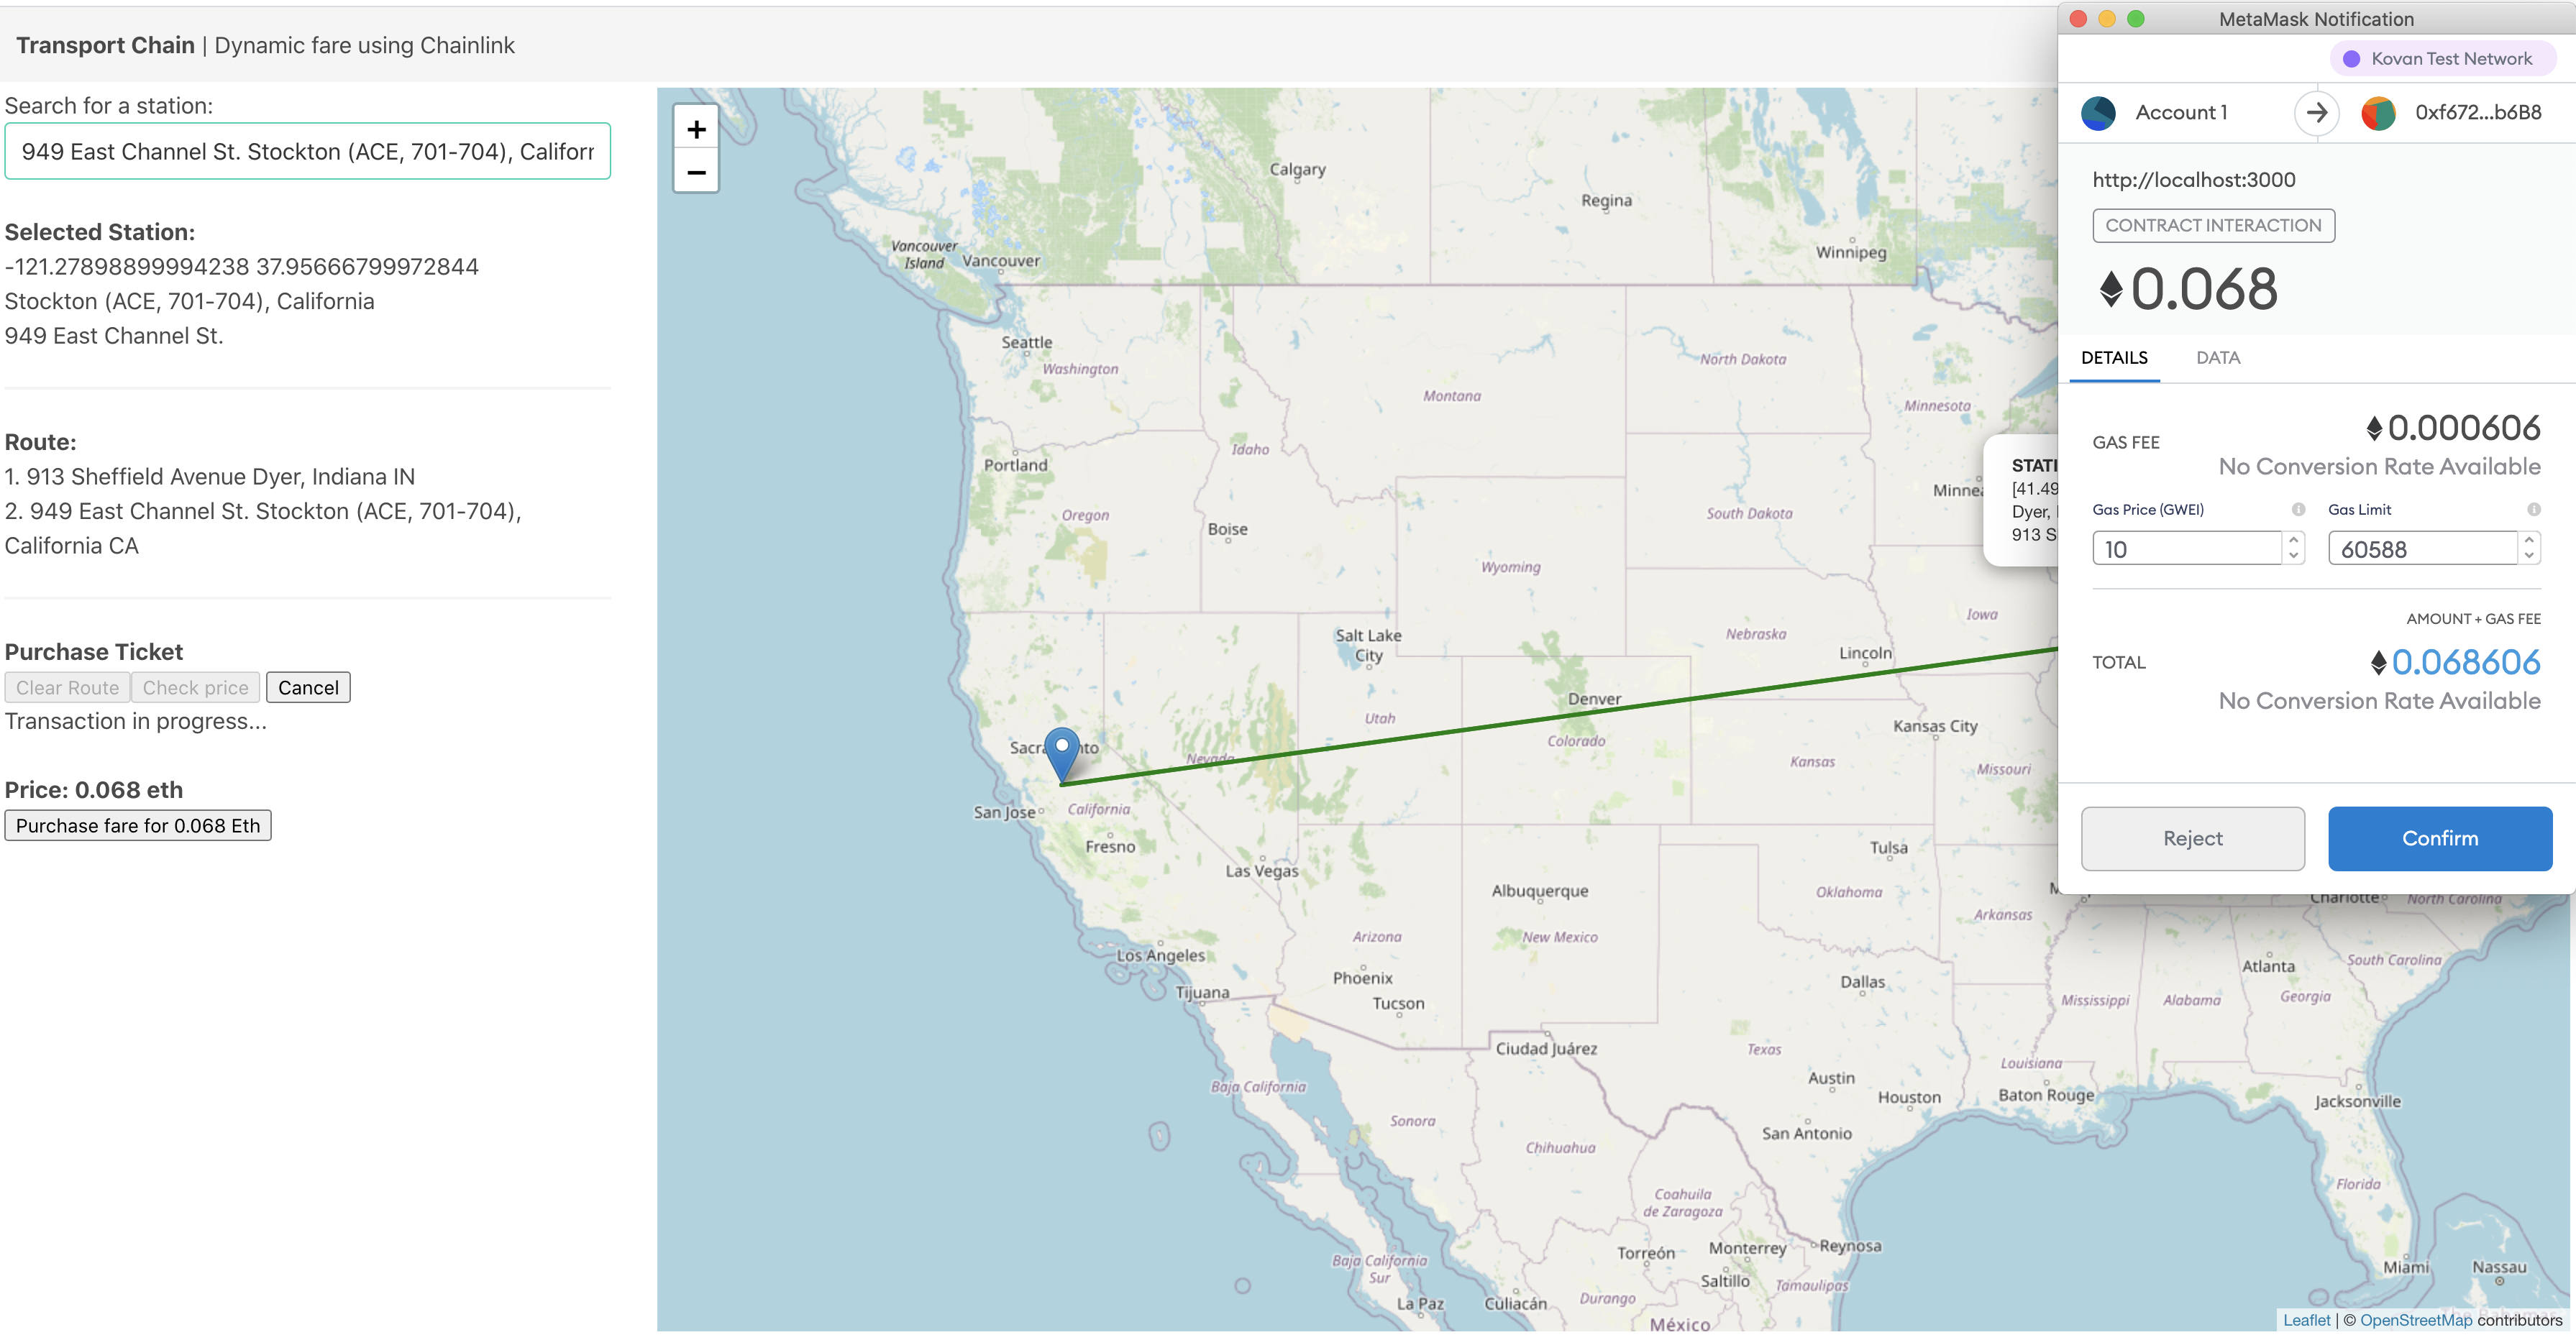 Transport Chain | Dynamic fare using Chainlink
Search for a station:
949 East Channel St. Stockton (ACE, 701-704), Californ
Selected Station:
-121.27898899994238 37.95666799972844
Stockton (ACE, 701-704), California
949 East Channel St.
Route:
1. 913 Sheffield Avenue Dyer, Indiana IN
2. 949 East Channel St. Stockton (ACE, 701-704),
California CA
Purchase Ticket
Clear Route Check price Cancel
Transaction in progress...
Price: 0.068 eth
Purchase fare for 0.068 Eth
+
−
Calgary
Regina
Vancouver
Island
Vancouver
Winnipeg
Seattle
Washington
North Dakota
Montana
Minnesota
Idaho
Portland
Oregon
Boise
South Dakota
Wyoming
Iowa
Salt Lake
City
Nebraska
Lincoln
Denver
Utah
Colorado
Kansas City
Nevada
Kansas
Missouri
San Jose
California
Fresno
Las Vegas
Tulsa
Albuquerque
Oklahoma
Charlotte
North Carolina
Arkansas
Arizona
New Mexico
Los Angeles
Phoenix
Tucson
Dallas
Atlanta
South Carolina
Tijuana
Mississippi
Alabama
Georgia
Ciudad Juárez
Texas
Louisiana
Baja California
Austin
Houston
Baton Rouge
Jacksonville
Sonora
San Antonio
Chihuahua
Coahuila
de Zaragoza
Florida
Torreón
Monterrey
Reynosa
Baja California
Sur
Saltillo
Tamaulipas
Miami
Nassau
La Paz
Culiacán
Durango
México
STATI
[41.49
Dyer,
913 S
Leaflet | © OpenStreetMap contributors
MetaMask Notification
Kovan Test Network
Account 1
0xf672...b6B8
http://localhost:3000
CONTRACT INTERACTION
0.068
DETAILS DATA
GAS FEE
0.000606
No Conversion Rate Available
Gas Price (GWEI)
Gas Limit
10
60588
AMOUNT + GAS FEE
TOTAL
0.068606
No Conversion Rate Available
Reject Confirm